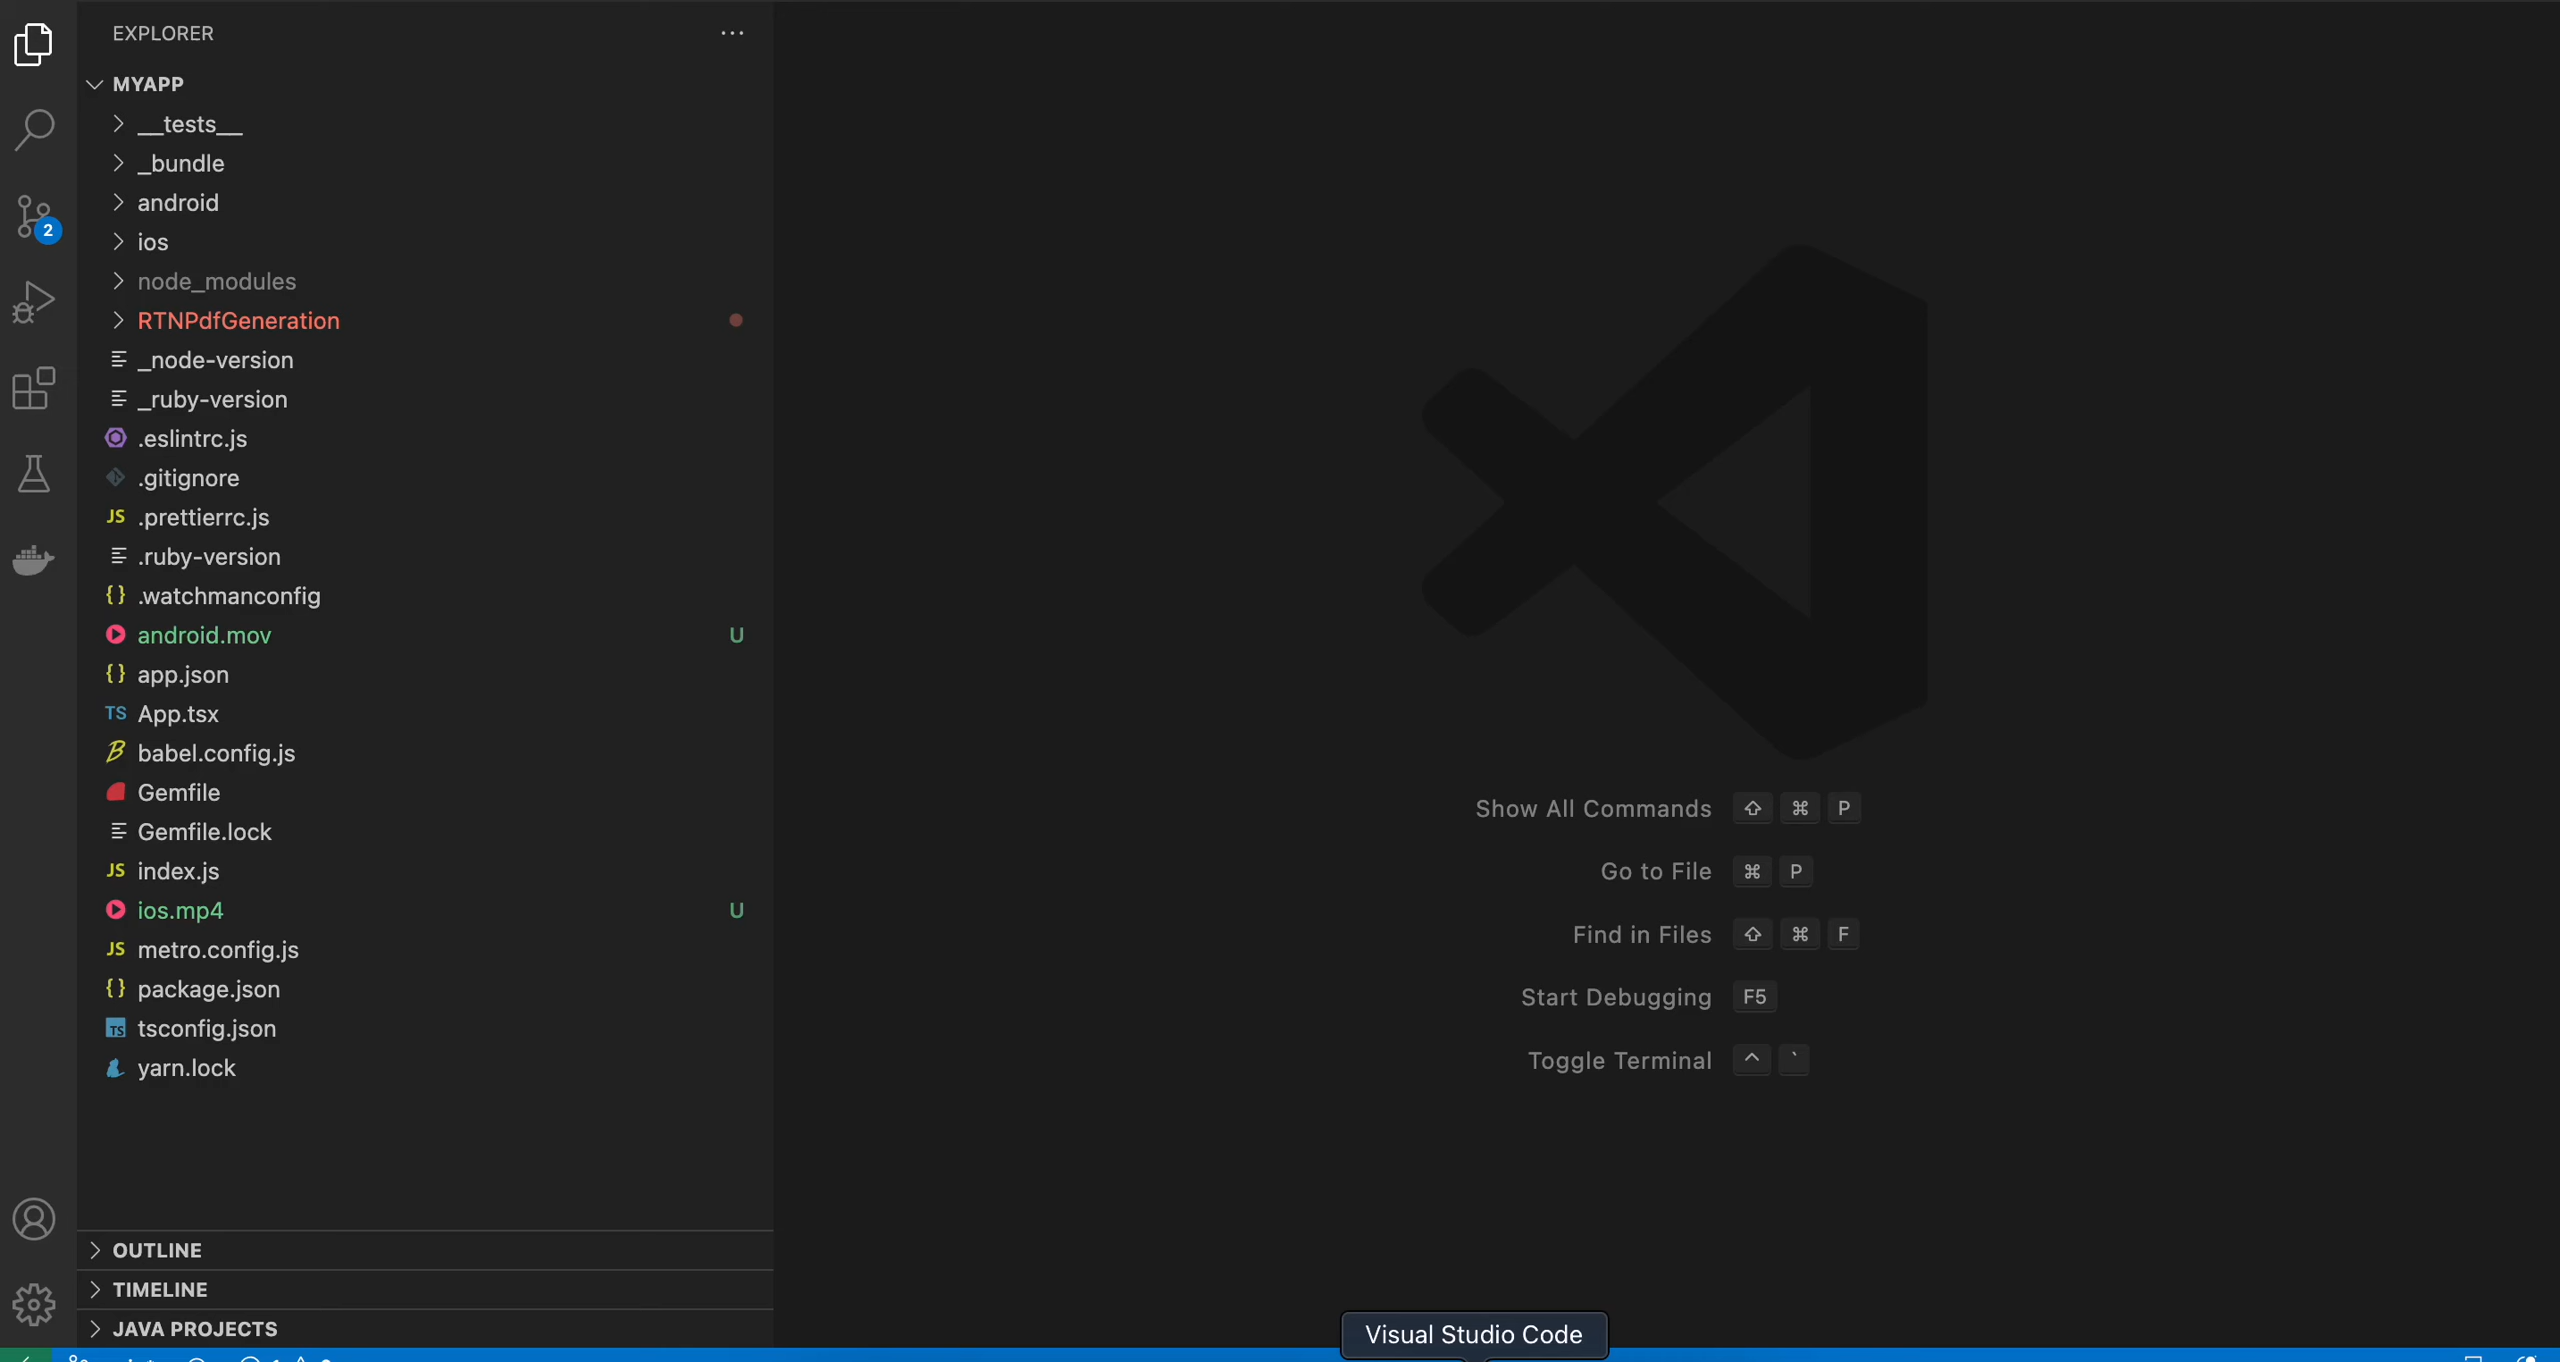 EXPLORER
MYAPP
__tests__
_bundle
android
ios
node_modules
RTNPdfGeneration
_node-version
_ruby-version
.eslintrc.js
.gitignore
JS .prettierrc.js
.ruby-version
{} .watchmanconfig
android.mov U
{} app.json
TS App.tsx
babel.config.js
Gemfile
Gemfile.lock
JS index.js
ios.mp4 U
JS metro.config.js
{} package.json
TS tsconfig.json
yarn.lock
OUTLINE
TIMELINE
JAVA PROJECTS
2
Show All Commands ⇧ ⌘ P
Go to File ⌘ P
Find in Files ⇧ ⌘ F
Start Debugging F5
Toggle Terminal ^ `
Visual Studio Code